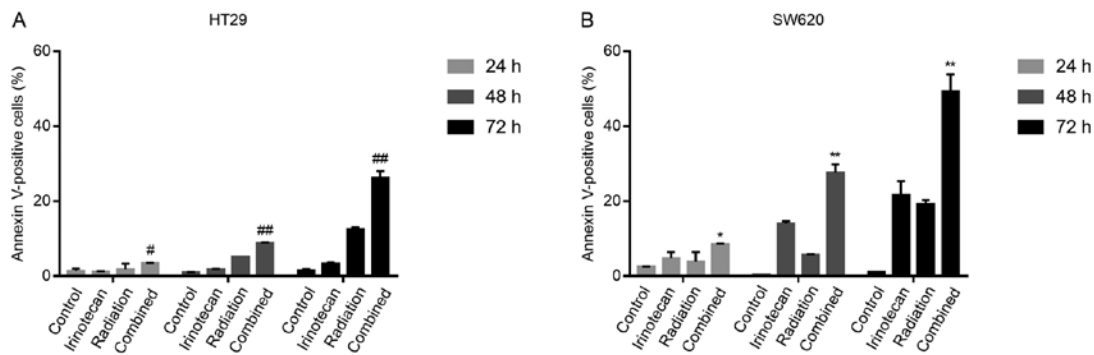 A
HT29
Annexin V-positive cells (%)
60
40
20
0
#
##
##
Control
Irinotecan
Radiation
Combined
Control
Irinotecan
Radiation
Combined
Control
Irinotecan
Radiation
Combined
24 h
48 h
72 h
B
SW620
Annexin V-positive cells (%)
60
40
20
0
*
**
**
Control
Irinotecan
Radiation
Combined
Control
Irinotecan
Radiation
Combined
Control
Irinotecan
Radiation
Combined
24 h
48 h
72 h